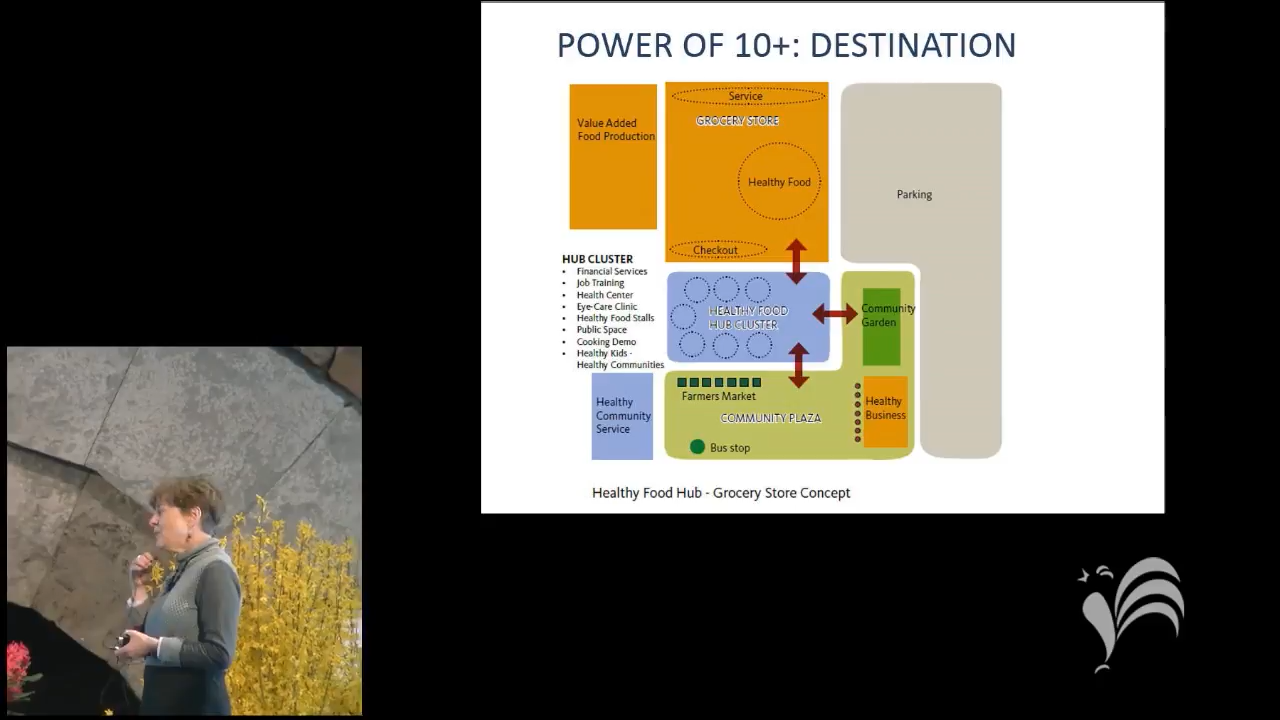 POWER OF 10+: DESTINATION
Value Added
Food Production
Service
GROCERY STORE
Healthy Food
Checkout
Parking
HUB CLUSTER
• Financial Services
• Job Training
• Health Center
• Eye-Care Clinic
• Healthy Food Stalls
• Public Space
• Cooking Demo
• Healthy Kids -
Healthy Communities
HEALTHY FOOD
HUB CLUSTER
Community
Garden
Healthy
Community
Service
Farmers Market
COMMUNITY PLAZA
Bus stop
Healthy
Business
Healthy Food Hub - Grocery Store Concept